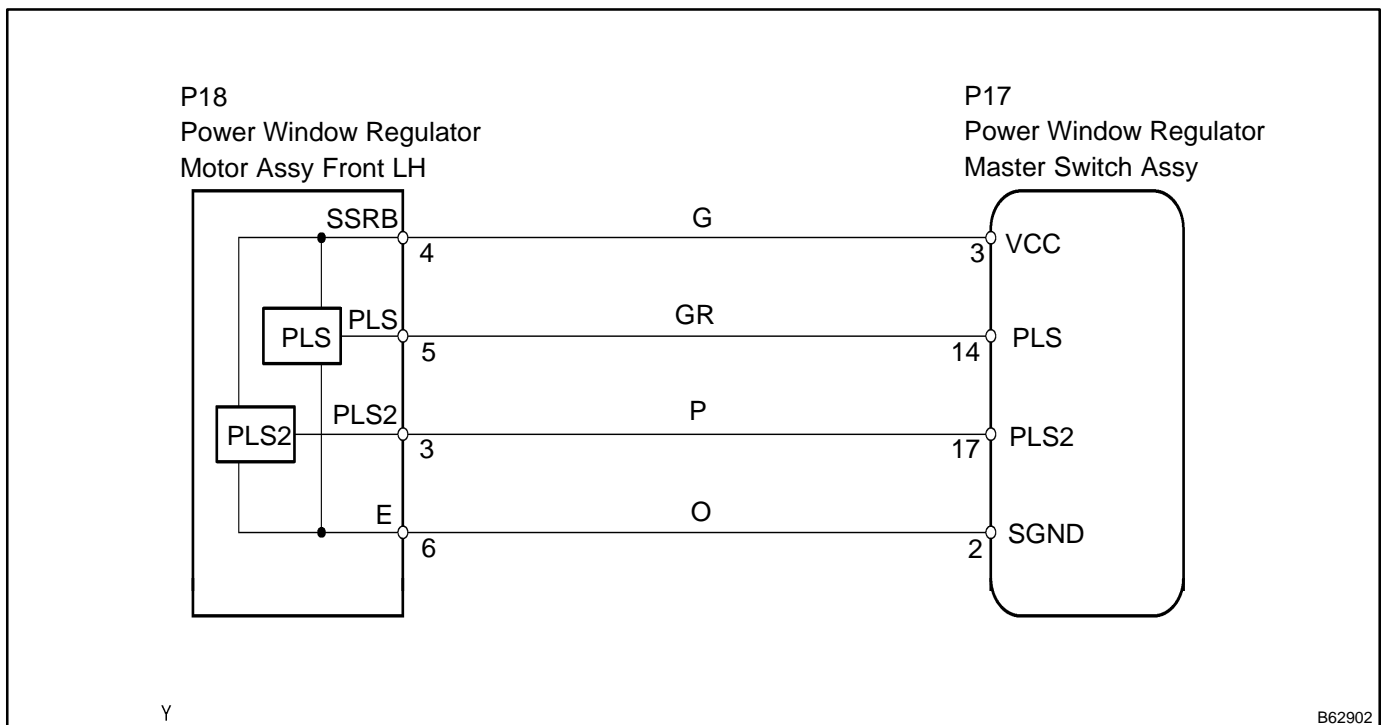 P18
Power Window Regulator
Motor Assy Front LH
P17
Power Window Regulator
Master Switch Assy
SSRB
4
G
3
VCC
PLS
PLS
5
GR
14
PLS
PLS2
PLS2
3
P
17
PLS2
E
6
O
2
SGND
Y
B62902